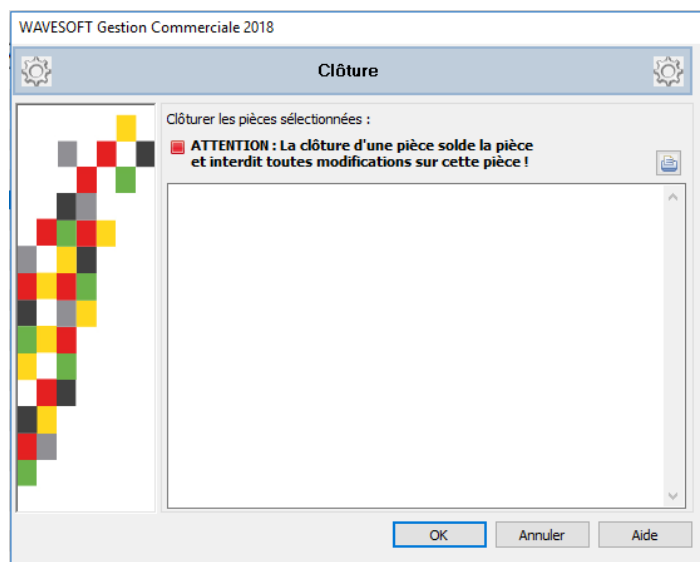 WAVESOFT Gestion Commerciale 2018
Clôture
Clôturer les pièces sélectionnées :
ATTENTION : La clôture d'une pièce solde la pièce
et interdit toutes modifications sur cette pièce !
OK
Annuler
Aide